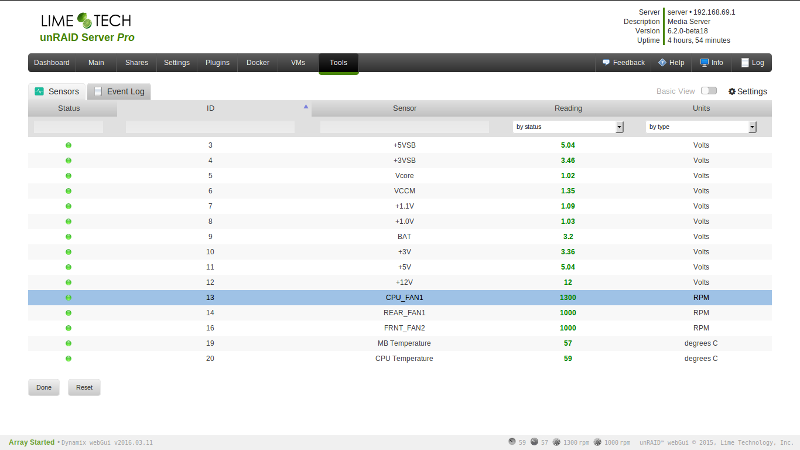 LIME TECH
unRAID Server Pro
Server server • 192.168.69.1
Description Media Server
Version 6.2.0-beta18
Uptime 4 hours, 54 minutes
Dashboard Main Shares Settings Plugins Docker VMs Tools Feedback Help Info Log
Sensors Event Log Basic View Settings
Status ID Sensor Reading Units
by status by type
3 +5VSB 5.04 Volts
4 +3VSB 3.46 Volts
5 Vcore 1.02 Volts
6 VCCM 1.35 Volts
7 +1.1V 1.09 Volts
8 +1.0V 1.03 Volts
9 BAT 3.2 Volts
10 +3V 3.36 Volts
11 +5V 5.04 Volts
12 +12V 12 Volts
13 CPU_FAN1 1300 RPM
14 REAR_FAN1 1000 RPM
16 FRNT_FAN2 1000 RPM
19 MB Temperature 57 degrees C
20 CPU Temperature 59 degrees C
Done Reset
Array Started • Dynamix webGui v2016.03.11 59 57 1300 rpm 1000 rpm unRAID™ webGui © 2015, Lime Technology, Inc.